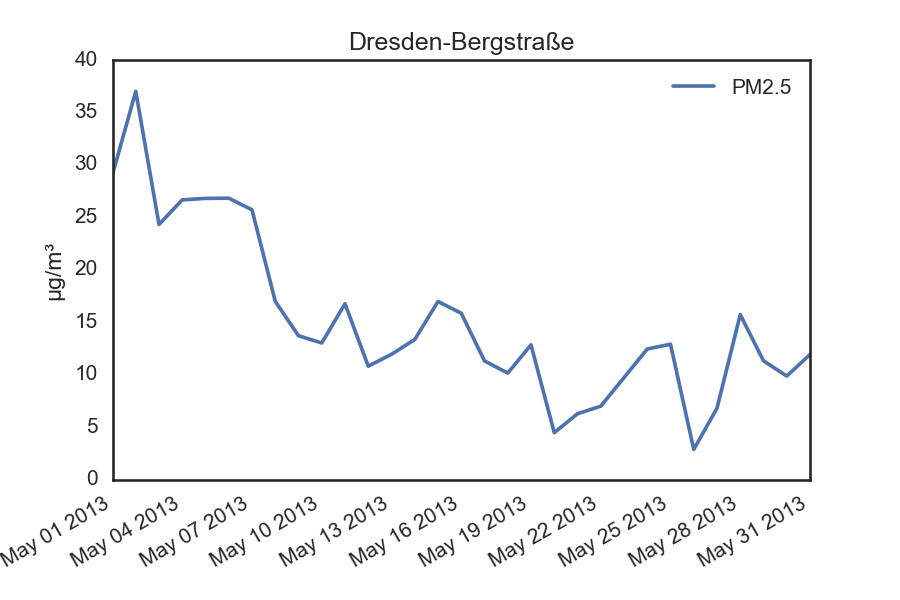 Dresden-Bergstraße
PM2.5
µg/m³
40
35
30
25
20
15
10
5
0
May 01 2013
May 04 2013
May 07 2013
May 10 2013
May 13 2013
May 16 2013
May 19 2013
May 22 2013
May 25 2013
May 28 2013
May 31 2013